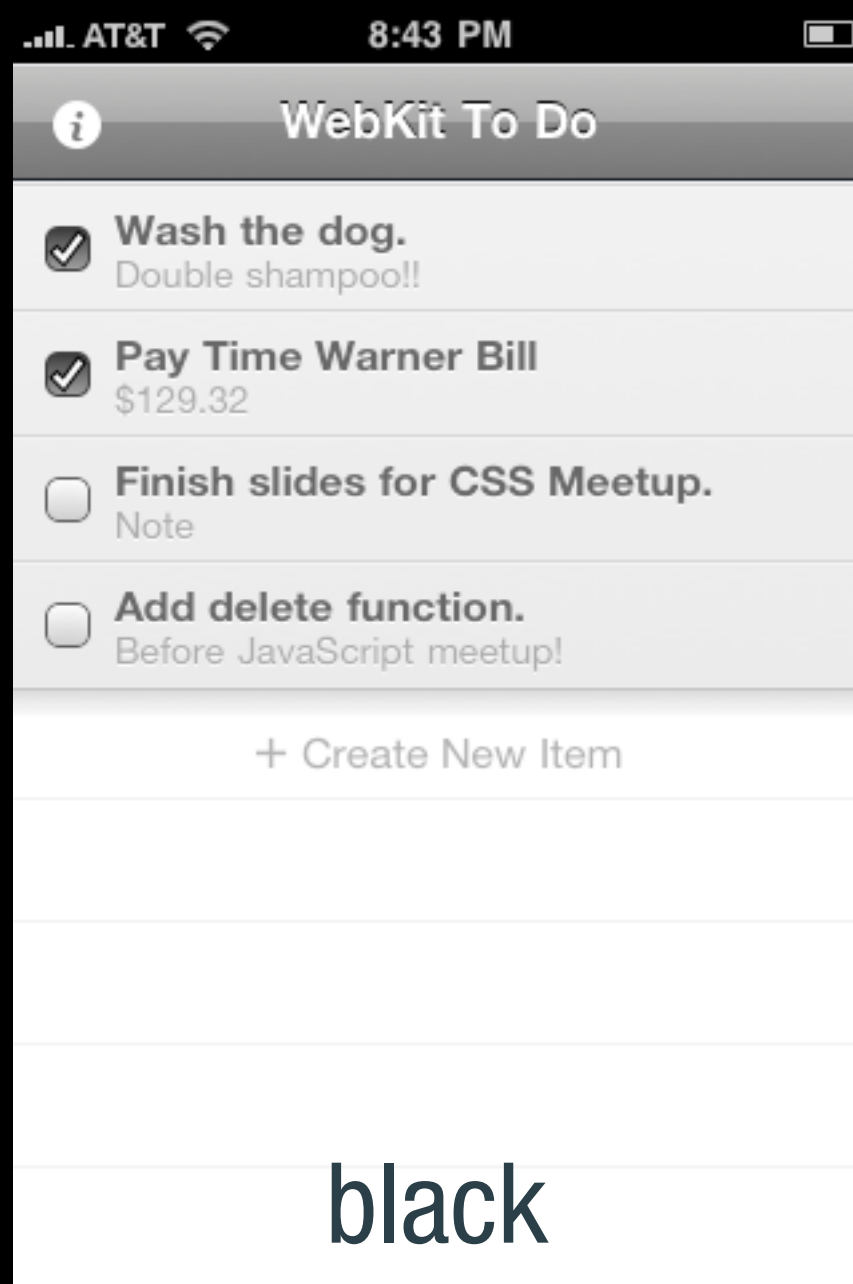 AT&T 8:43 PM
i WebKit To Do
Wash the dog.
Double shampoo!!
Pay Time Warner Bill
$129.32
Finish slides for CSS Meetup.
Note
Add delete function.
Before JavaScript meetup!
+ Create New Item
black